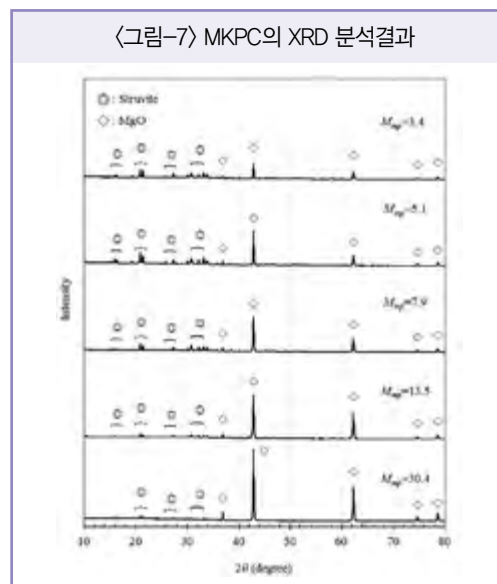 〈그림-7〉 MKPC의 XRD 분석결과
: Struvite
: MgO
Mmp=3.4
Mmp=5.1
Mmp=7.9
Mmp=13.5
Mmp=30.4
Intensity
10 20 30 40 50 60 70 80
2θ (degree)